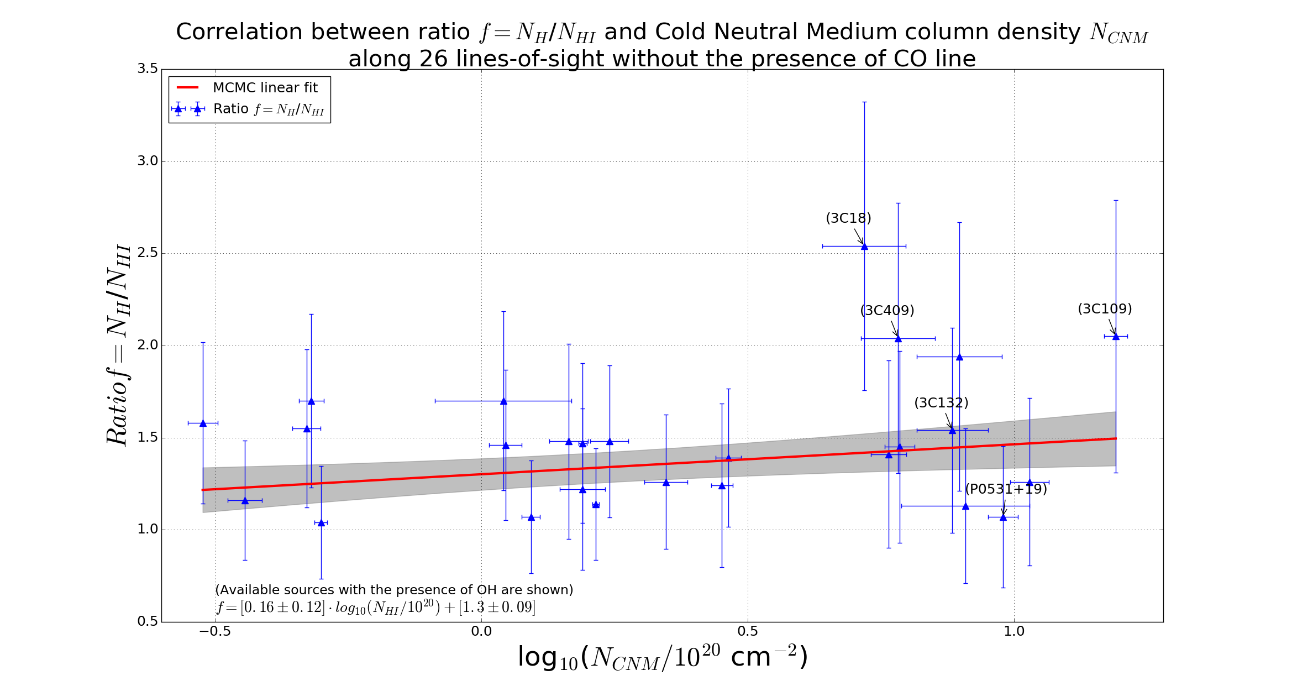 Correlation between ratio f = N_H/N_HI and Cold Neutral Medium column density N_CNM
along 26 lines-of-sight without the presence of CO line
MCMC linear fit
Ratio f = N_H/N_HI
3.5
3.0
2.5
2.0
1.5
1.0
0.5
Ratio f = N_H/N_HI
(3C18)
(3C409)
(3C109)
(3C132)
(P0531+19)
(Available sources with the presence of OH are shown)
f = [0.16 ± 0.12] · log₁₀(N_HI/10²⁰) + [1.3 ± 0.09]
−0.5 0.0 0.5 1.0
log₁₀(N_CNM/10²⁰ cm⁻²)